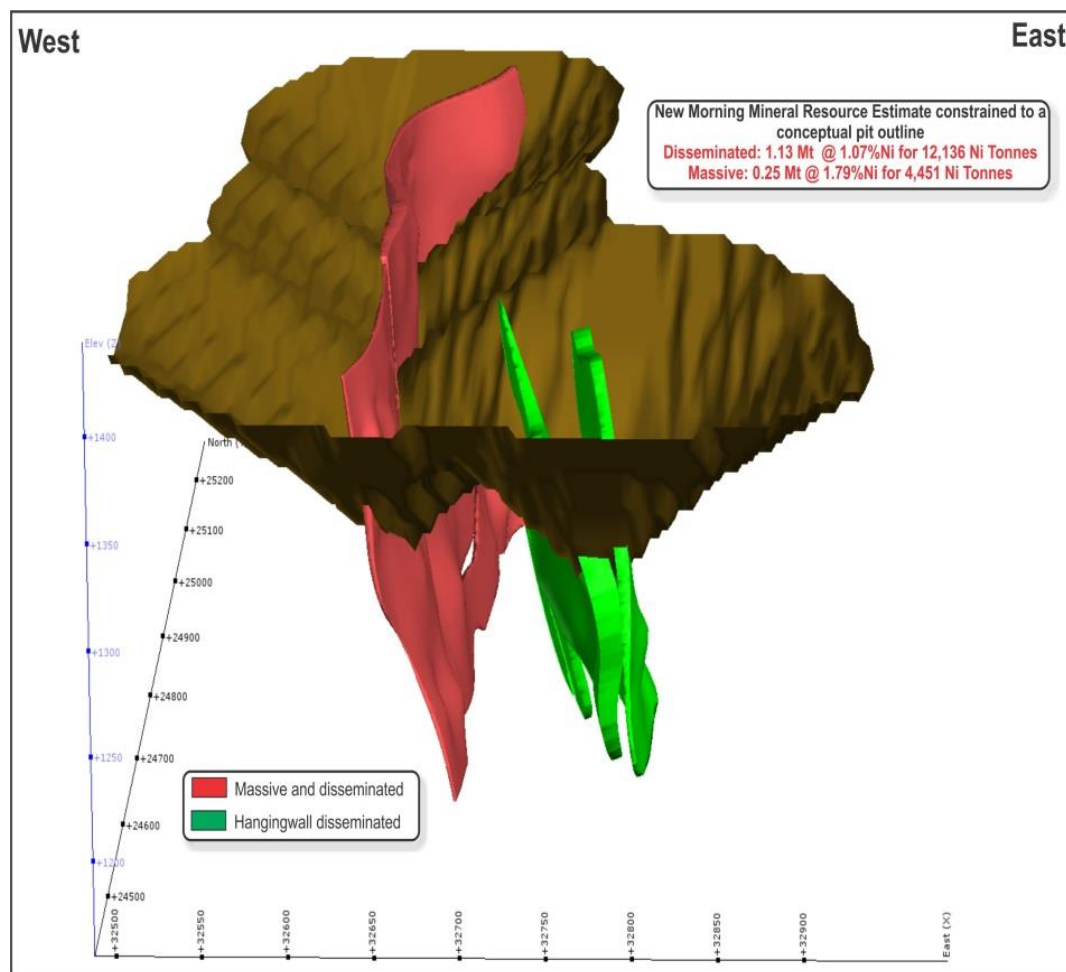 West
East
New Morning Mineral Resource Estimate constrained to a
conceptual pit outline
Disseminated: 1.13 Mt @ 1.07%Ni for 12,136 Ni Tonnes
Massive: 0.25 Mt @ 1.79%Ni for 4,451 Ni Tonnes
Elev (Z)
+1400
+1350
+1300
+1250
+1200
North (
+25200
+25100
+25000
+24900
+24800
+24700
+24600
+24500
Massive and disseminated
Hangingwall disseminated
+32500
+32550
+32600
+32650
+32700
+32750
+32800
+32850
+32900
East (X)